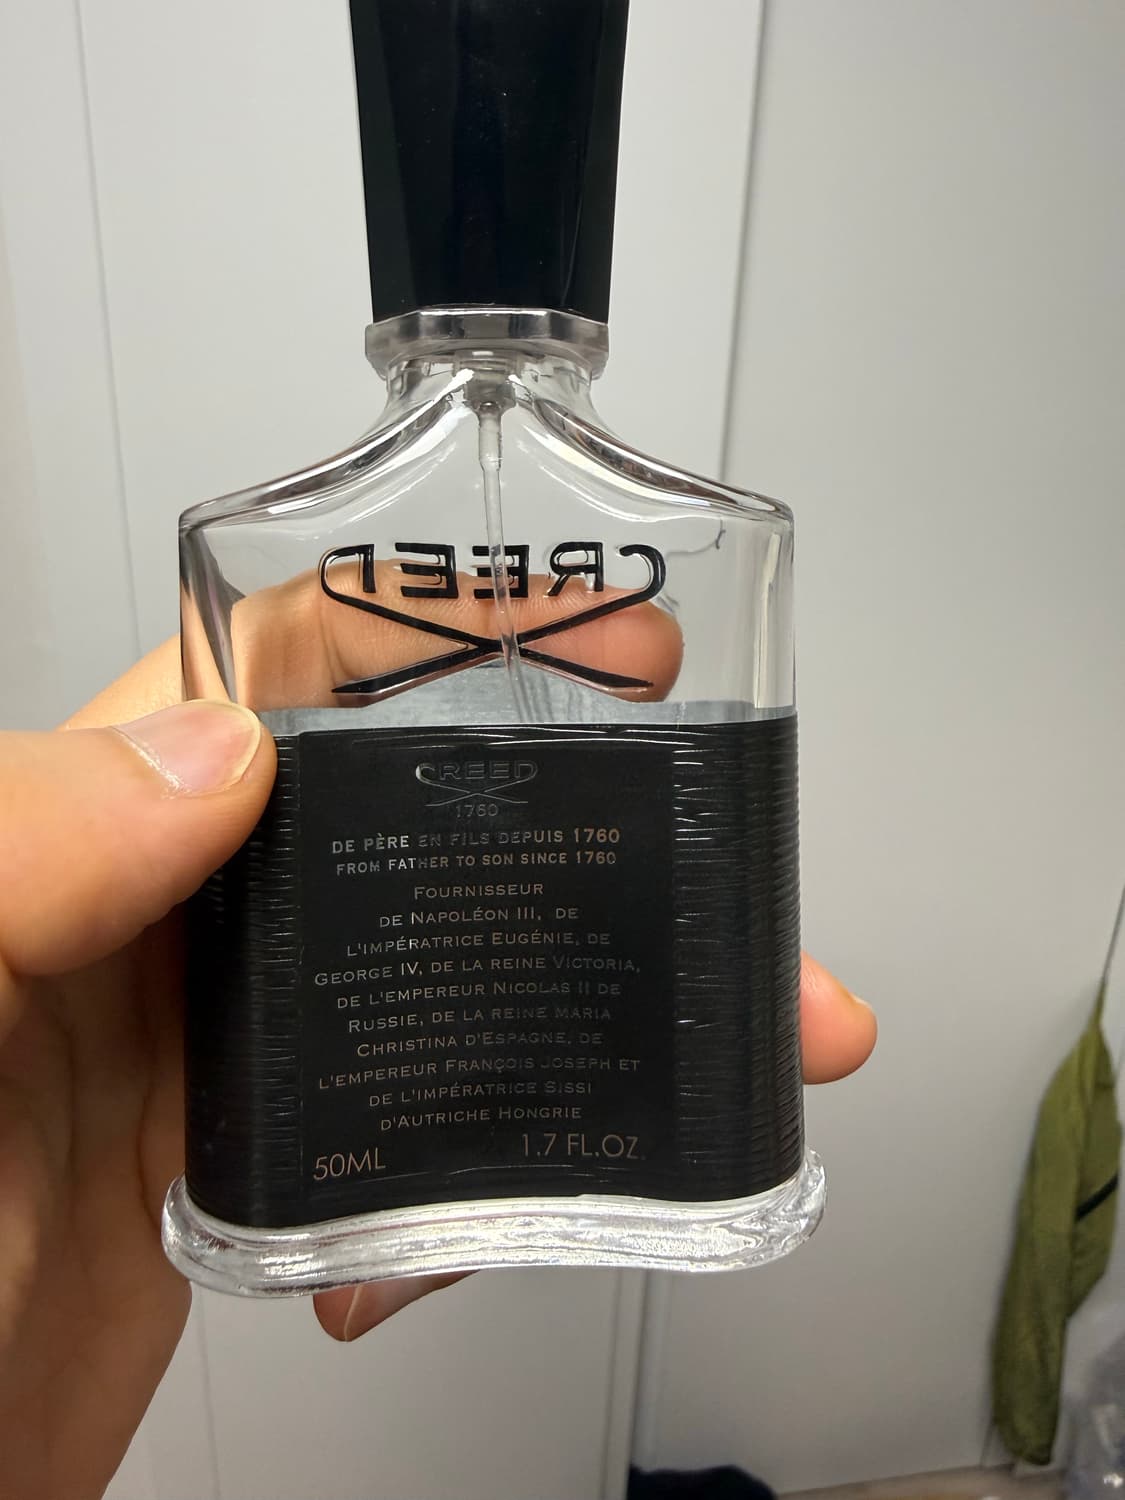 CREED
CREED
1760
DE PÈRE EN FILS DEPUIS 1760
FROM FATHER TO SON SINCE 1760
FOURNISSEUR
DE NAPOLÉON III, DE
L'IMPÉRATRICE EUGÉNIE, DE
GEORGE IV, DE LA REINE VICTORIA,
DE L'EMPEREUR NICOLAS II DE
RUSSIE, DE LA REINE MARIA
CHRISTINA D'ESPAGNE, DE
L'EMPEREUR FRANÇOIS JOSEPH ET
DE L'IMPÉRATRICE SISSI
D'AUTRICHE HONGRIE
50ML 1.7 FL.OZ.